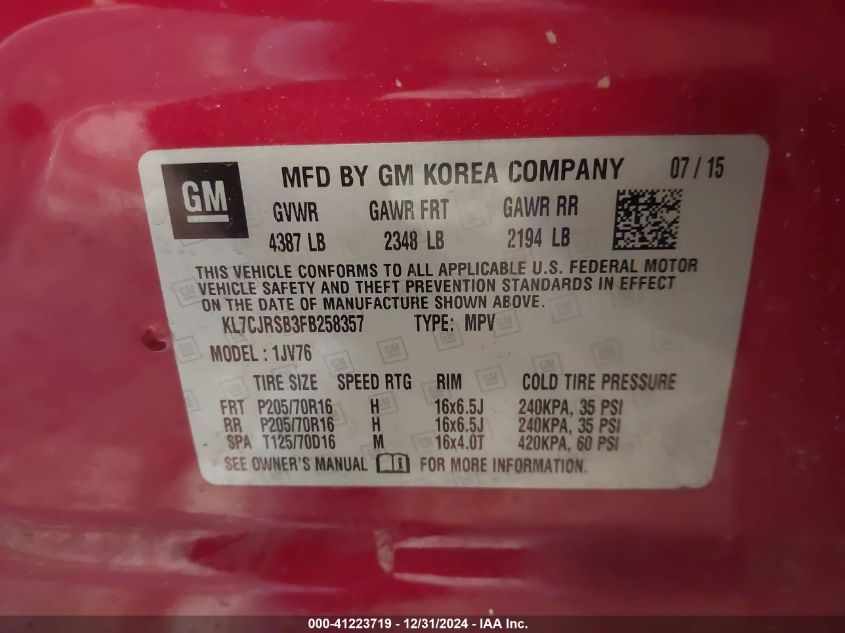 GM
MFD BY GM KOREA COMPANY 07 / 15
GVWR GAWR FRT GAWR RR
4387 LB 2348 LB 2194 LB
THIS VEHICLE CONFORMS TO ALL APPLICABLE U.S. FEDERAL MOTOR
VEHICLE SAFETY AND THEFT PREVENTION STANDARDS IN EFFECT
ON THE DATE OF MANUFACTURE SHOWN ABOVE.
KL7CJRSB3FB258357 TYPE: MPV
MODEL : 1JV76
TIRE SIZE SPEED RTG RIM COLD TIRE PRESSURE
FRT P205/70R16 H 16x6.5J 240KPA, 35 PSI
RR P205/70R16 H 16x6.5J 240KPA, 35 PSI
SPA T125/70D16 M 16x4.0T 420KPA, 60 PSI
SEE OWNER'S MANUAL i FOR MORE INFORMATION.
000-41223719 - 12/31/2024 - IAA Inc.